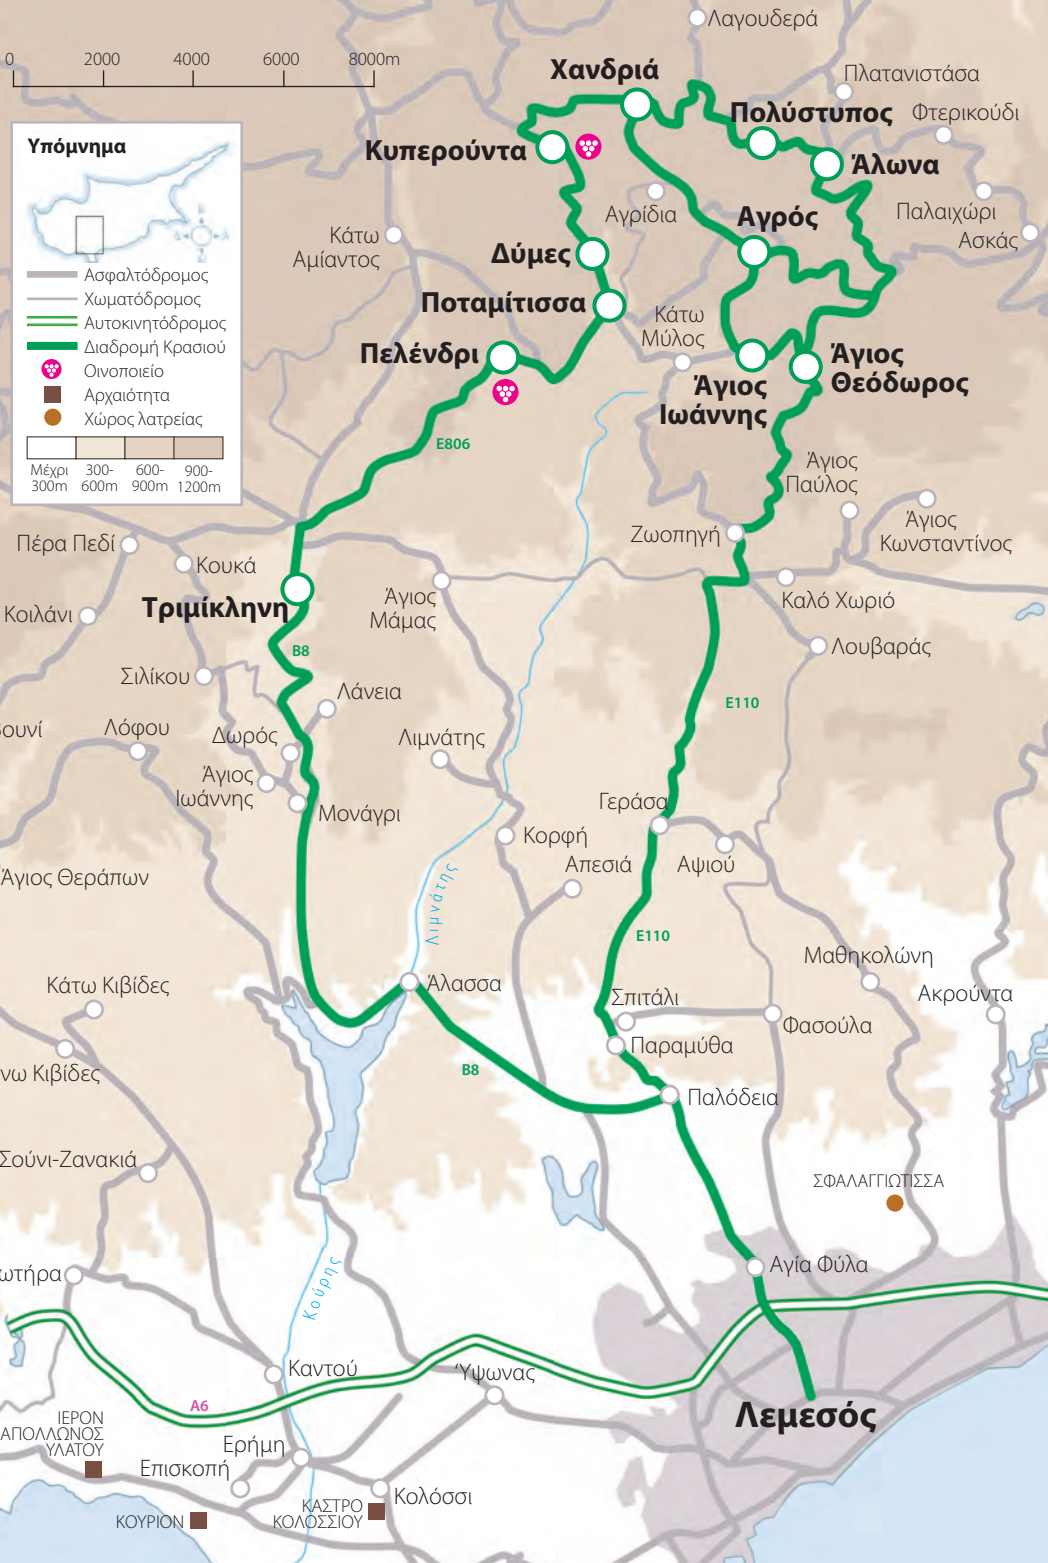 Λαγουδερά
0 2000 4000 6000 8000m
Χανδριά
Πλατανιστάσα
Πολύστυπος
Φτερικούδι
Υπόμνημα
Κυπερούντα
Άλωνα
Αγρίδια
Αγρός
Παλαιχώρι
Ασκάς
Κάτω
Αμίαντος
Δύμες
Ασφαλτόδρομος
Χωματόδρομος
Αυτοκινητόδρομος
Διαδρομή Κρασιού
Οινοποιείο
Αρχαιότητα
Χώρος λατρείας
Μέχρι
300m
300-
600m
600-
900m
900-
1200m
Ποταμίτισσα
Κάτω
Μύλος
Πελένδρι
Άγιος
Θεόδωρος
Άγιος
Ιωάννης
E806
Άγιος
Παύλος
Άγιος
Κωνσταντίνος
Ζωοπηγή
Πέρα Πεδί
Κουκά
Τριμίκληνη
Άγιος
Μάμας
Καλό Χωριό
Κοιλάνι
B8
Λουβαράς
Σιλίκου
Λάνεια
E110
ουνί
Λόφου
Δωρός
Λιμνάτης
Άγιος
Ιωάννης
Μονάγρι
Γεράσα
Κορφή
Απεσιά
Αψιού
Άγιος Θεράπων
Λιμνάτης
E110
Μαθηκολώνη
Κάτω Κιβίδες
Άλασσα
Σπιτάλι
Ακρούντα
Φασούλα
Παραμύθα
νω Κιβίδες
B8
Παλόδεια
Σούνι-Ζανακιά
ΣΦΑΛΑΓΓΙΩΤΙΣΣΑ
Κούρης
Αγία Φύλα
ωτήρα
Καντού
Ύψωνας
A6
Λεμεσός
ΙΕΡΟΝ
ΑΠΟΛΛΩΝΟΣ
ΥΛΑΤΟΥ
Ερήμη
Επισκοπή
Κολόσσι
ΚΑΣΤΡΟ
ΚΟΛΟΣΣΙΟΥ
ΚΟΥΡΙΟΝ